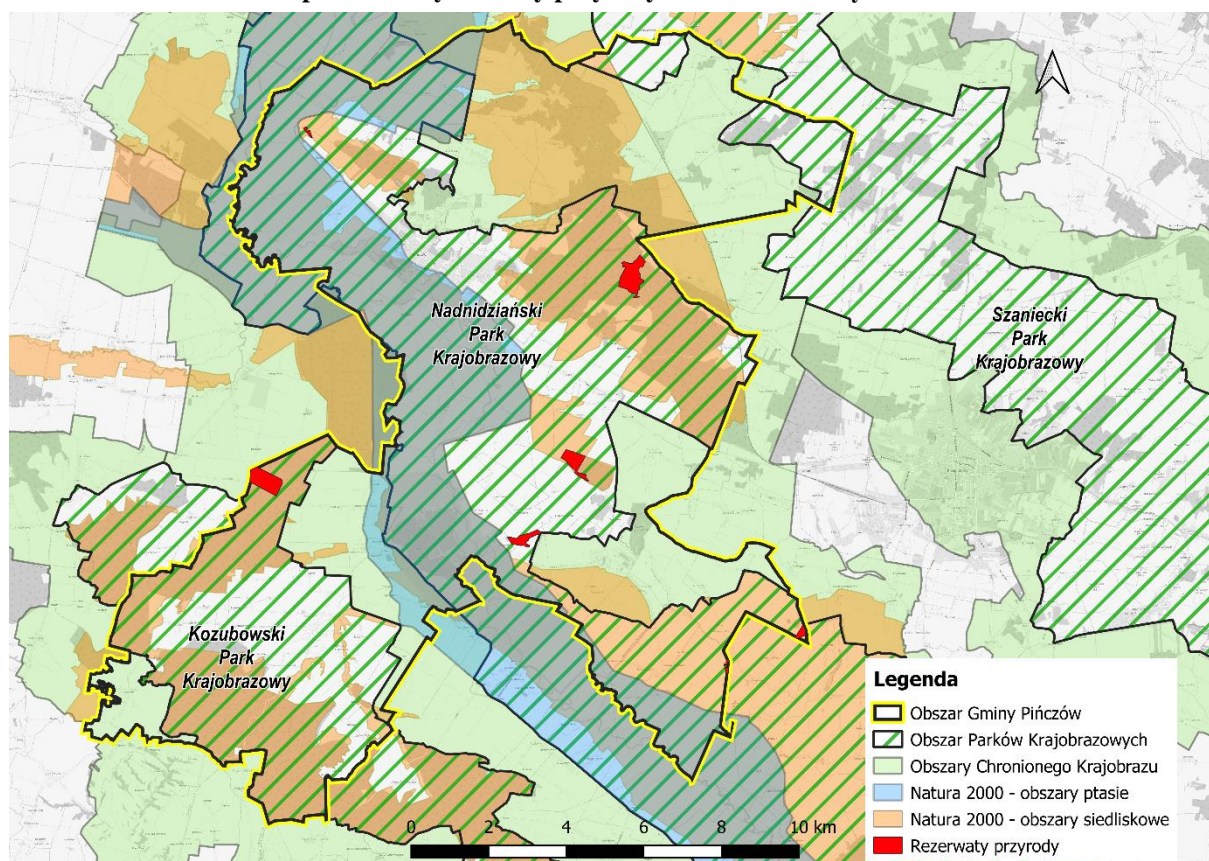 Nadnidziański
Park
Krajobrazowy
Szaniecki
Park
Krajobrazowy
Kozubowski
Park
Krajobrazowy
Legenda
Obszar Gminy Pińczów
Obszar Parków Krajobrazowych
Obszary Chronionego Krajobrazu
Natura 2000 - obszary ptasie
Natura 2000 - obszary siedliskowe
Rezerwaty przyrody
0 2 4 6 8 10 km